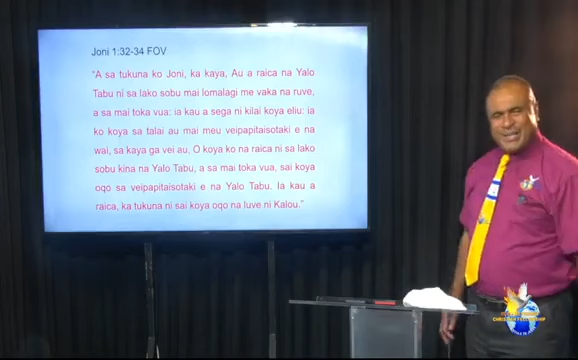 Joni 1:32-34 FOV
“A sa tukuna ko Joni, ka kaya, Au a raica na Yalo
Tabu ni sa lako sobu mai lomalagi me vaka na ruve,
a sa mai toka vua: ia kau a sega ni kilai koya eliu: ia
ko koya sa talai au mai meu veipapitaisotaki e na
wai, sa kaya ga vei au, O koya ko na raica ni sa lako
sobu kina na Yalo Tabu, a sa mai toka vua, sai koya
oqo sa veipapitaisotaki e na Yalo Tabu. Ia kau a
raica, ka tukuna ni sai koya oqo na luve ni Kalou.”
CHRISTIAN FELLOWSHIP